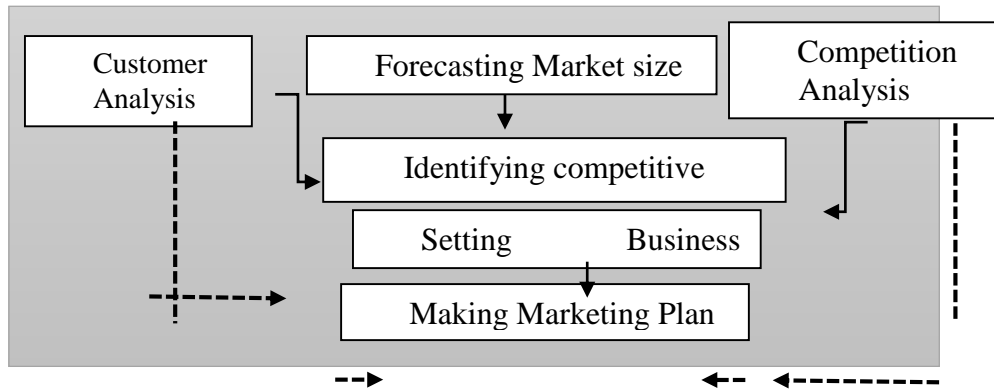 Customer
Analysis
Forecasting Market size
Competition
Analysis
Identifying competitive
Setting Business
Making Marketing Plan